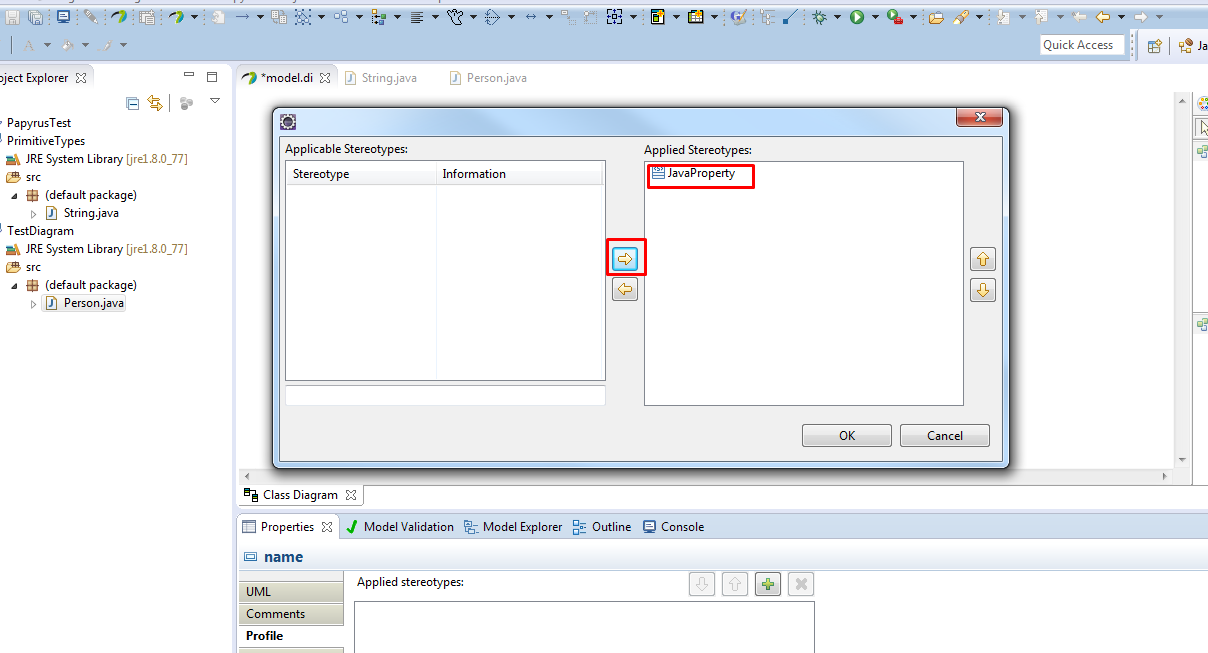 Quick Access
Ja
oject Explorer
*model.di
String.java
Person.java
PapyrusTest
PrimitiveTypes
JRE System Library [jre1.8.0_77]
src
(default package)
String.java
TestDiagram
JRE System Library [jre1.8.0_77]
src
(default package)
Person.java
Applicable Stereotypes:
Stereotype
Information
Applied Stereotypes:
JavaProperty
OK
Cancel
Class Diagram
Properties
Model Validation
Model Explorer
Outline
Console
name
UML
Comments
Profile
Applied stereotypes: